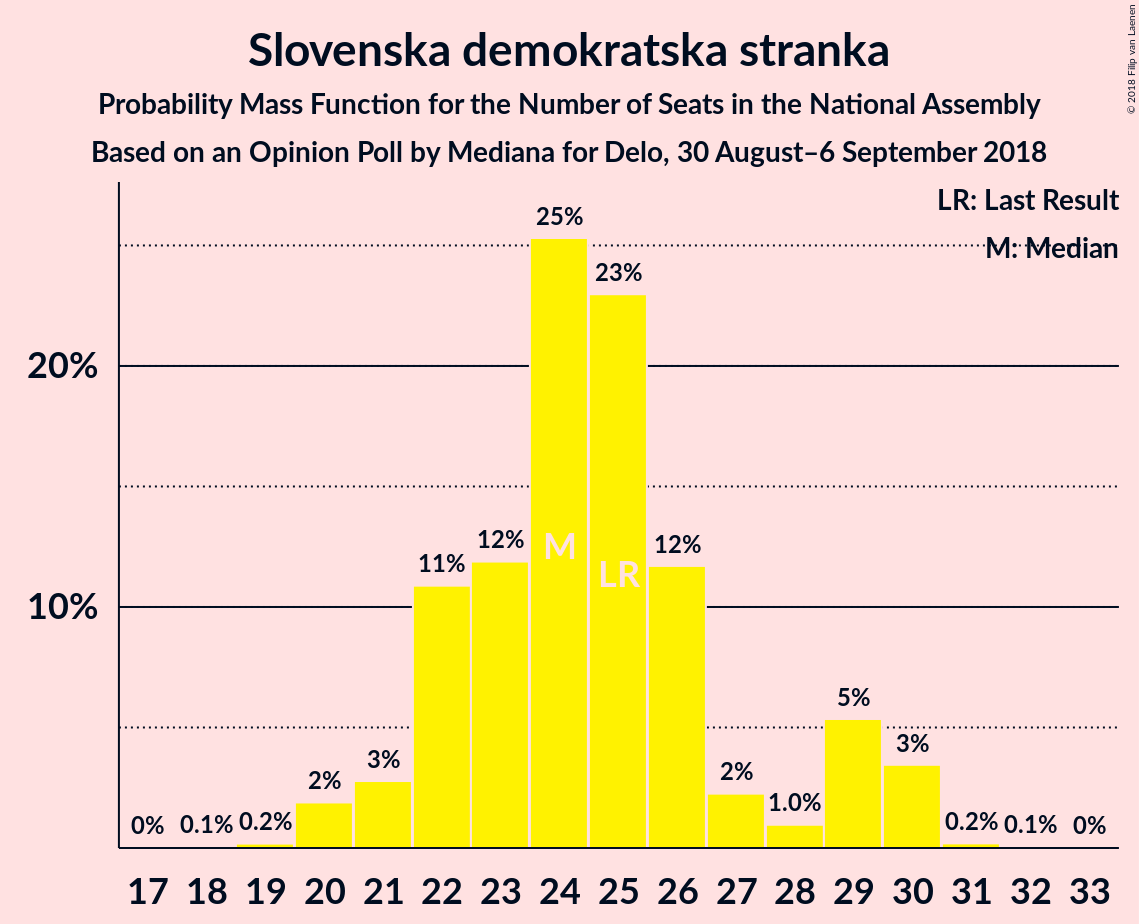 Slovenska demokratska stranka
Probability Mass Function for the Number of Seats in the National Assembly
Based on an Opinion Poll by Mediana for Delo, 30 August–6 September 2018
© 2018 Filip van Laenen
LR: Last Result
M: Median
20%
10%
0%
0.1%
0.2%
2%
3%
11%
12%
25%
23%
12%
2%
1.0%
5%
3%
0.2%
0.1%
0%
M
LR
17 18 19 20 21 22 23 24 25 26 27 28 29 30 31 32 33